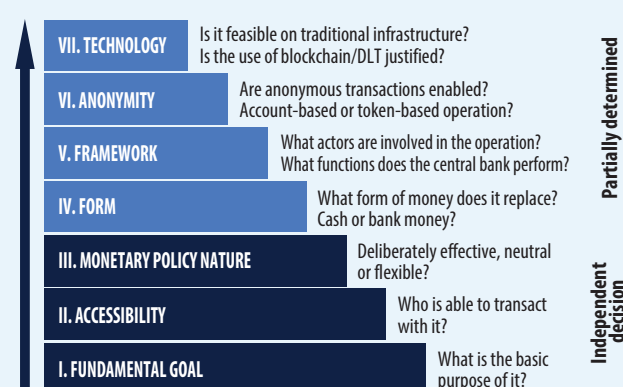 VII. TECHNOLOGY
Is it feasible on traditional infrastructure?
Is the use of blockchain/DLT justified?
VI. ANONYMITY
Are anonymous transactions enabled?
Account-based or token-based operation?
V. FRAMEWORK
What actors are involved in the operation?
What functions does the central bank perform?
IV. FORM
What form of money does it replace?
Cash or bank money?
III. MONETARY POLICY NATURE
Deliberately effective, neutral
or flexible?
II. ACCESSIBILITY
Who is able to transact
with it?
I. FUNDAMENTAL GOAL
What is the basic
purpose of it?
Partially determined
Independent
decision